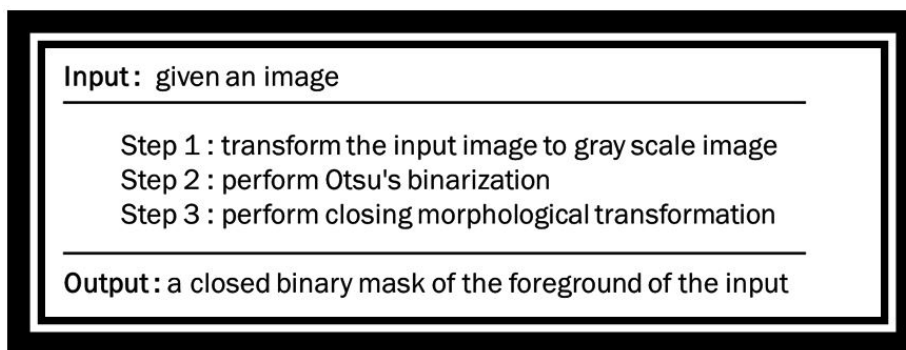 Input: given an image
Step 1 : transform the input image to gray scale image
Step 2 : perform Otsu's binarization
Step 3 : perform closing morphological transformation
Output: a closed binary mask of the foreground of the input